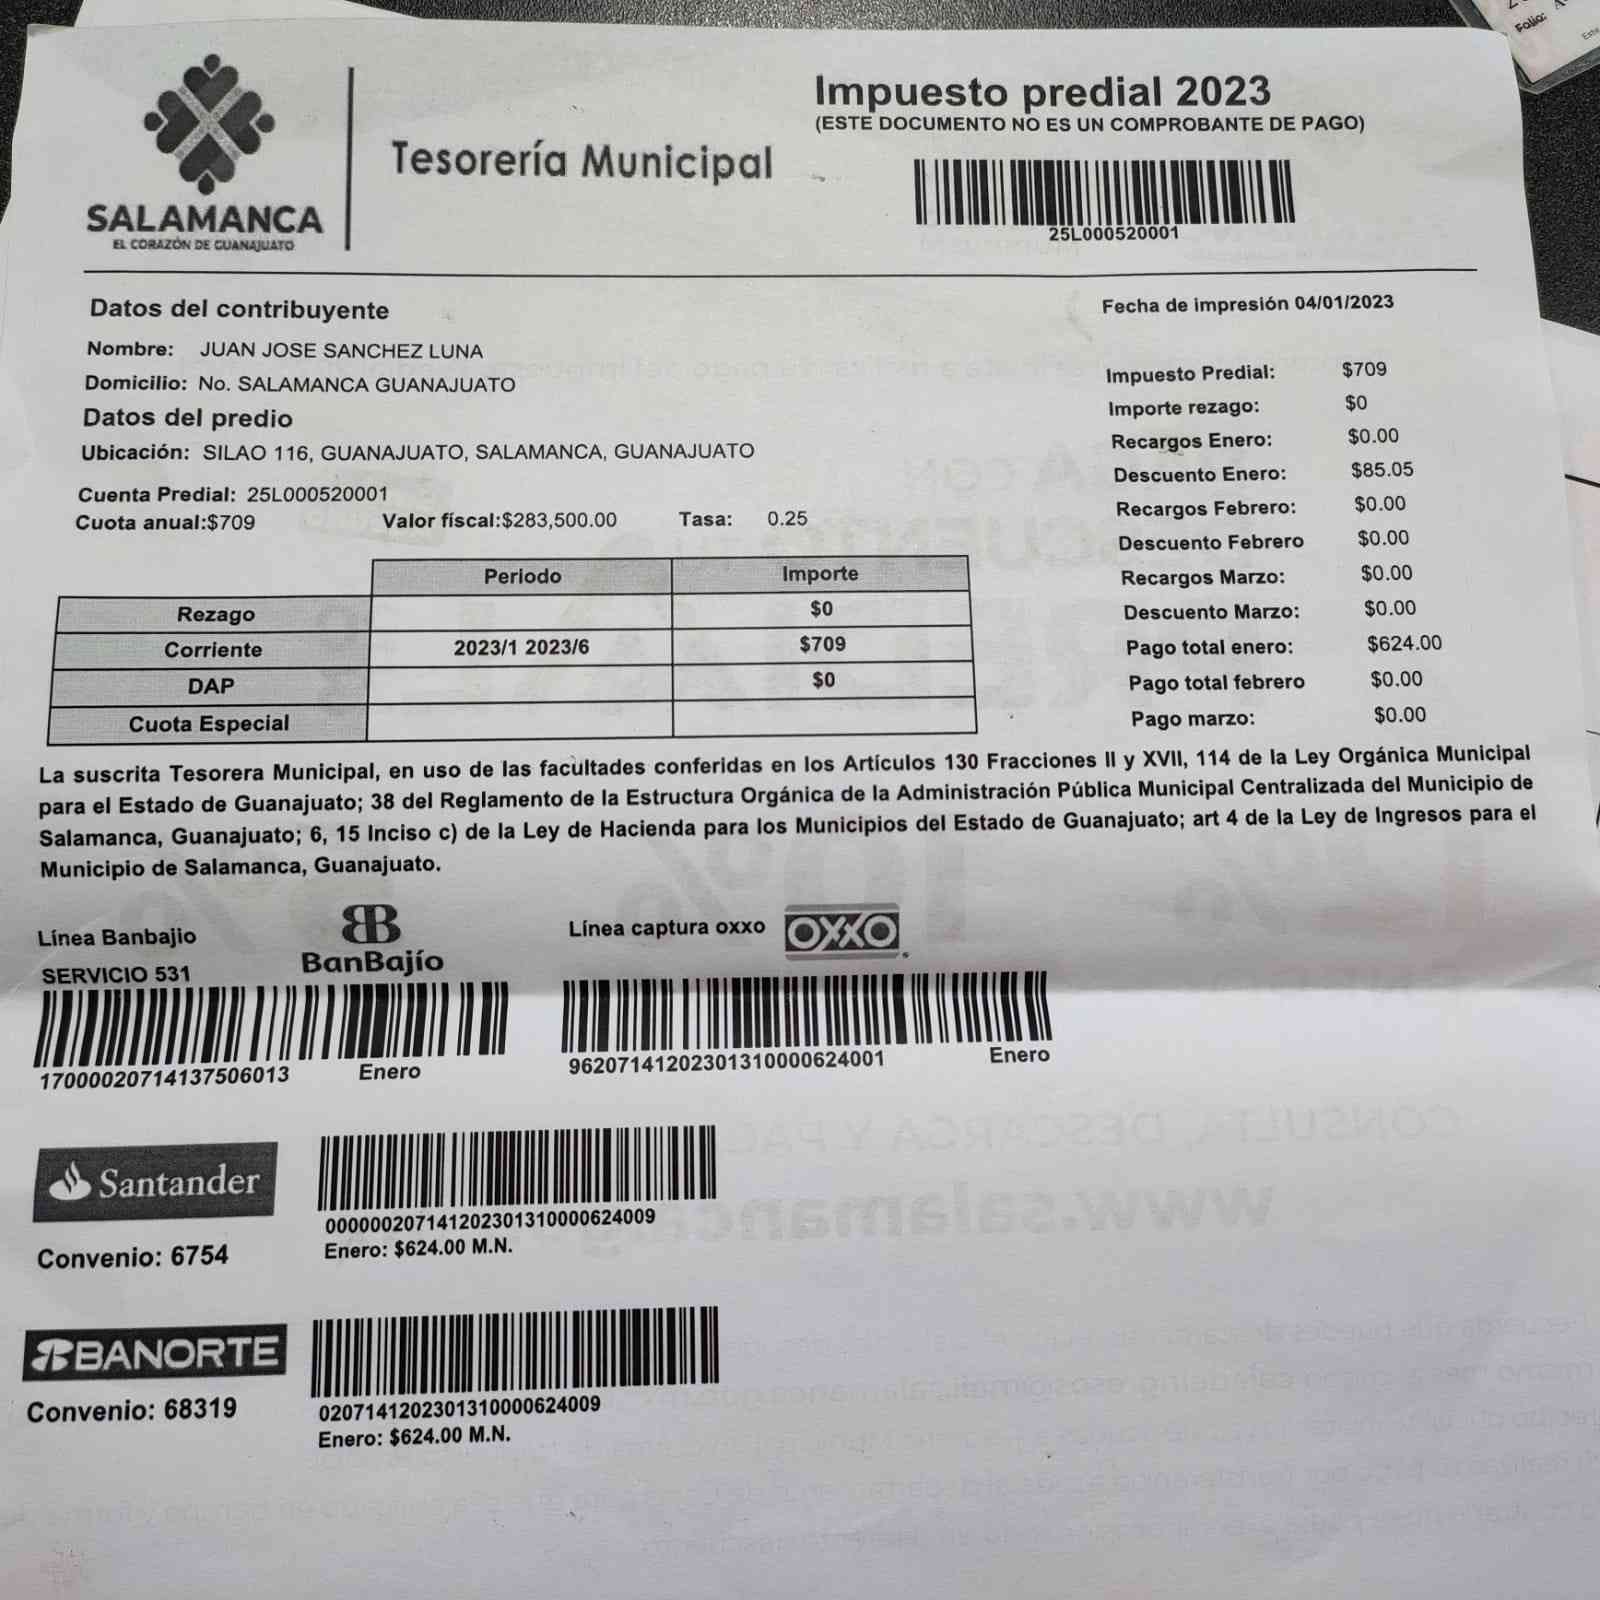 SALAMANCA
EL CORAZÓN DE GUANAJUATO
Tesorería Municipal
Impuesto predial 2023
(ESTE DOCUMENTO NO ES UN COMPROBANTE DE PAGO)
25L000520001
Folio:
Datos del contribuyente
Nombre: JUAN JOSE SANCHEZ LUNA
Domicilio: No. SALAMANCA GUANAJUATO
Datos del predio
Ubicación: SILAO 116, GUANAJUATO, SALAMANCA, GUANAJUATO
Cuenta Predial: 25L000520001
Cuota anual:$709 Valor físcal:$283,500.00 Tasa: 0.25
Fecha de impresión 04/01/2023
Impuesto Predial: $709
Importe rezago: $0
Recargos Enero: $0.00
Descuento Enero: $85.05
Recargos Febrero: $0.00
Descuento Febrero $0.00
Recargos Marzo: $0.00
Descuento Marzo: $0.00
Pago total enero: $624.00
Pago total febrero $0.00
Pago marzo: $0.00
Periodo Importe
Rezago $0
Corriente 2023/1 2023/6 $709
DAP $0
Cuota Especial
La suscrita Tesorera Municipal, en uso de las facultades conferidas en los Artículos 130 Fracciones II y XVII, 114 de la Ley Orgánica Municipal
para el Estado de Guanajuato; 38 del Reglamento de la Estructura Orgánica de la Administración Pública Municipal Centralizada del Municipio de
Salamanca, Guanajuato; 6, 15 Inciso c) de la Ley de Hacienda para los Municipios del Estado de Guanajuato; art 4 de la Ley de Ingresos para el
Municipio de Salamanca, Guanajuato.
Línea Banbajio
BanBajío
SERVICIO 531
17000020714137506013 Enero
Línea captura oxxo OXXO
96207141202301310000624001 Enero
Santander
Convenio: 6754
000000207141202301310000624009
Enero: $624.00 M.N.
BANORTE
Convenio: 68319
0207141202301310000624009
Enero: $624.00 M.N.